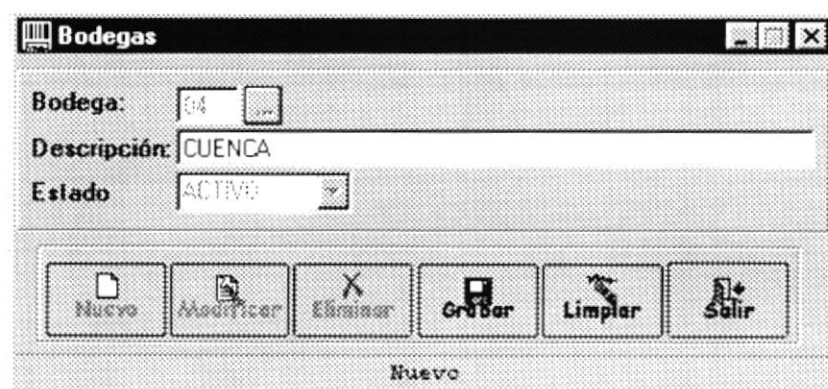 Bodegas
Bodega: 04 ...
Descripción: CUENCA
Estado ACTIVO
Nuevo Modificar Eliminar Grabar Limpiar Salir
Nuevo